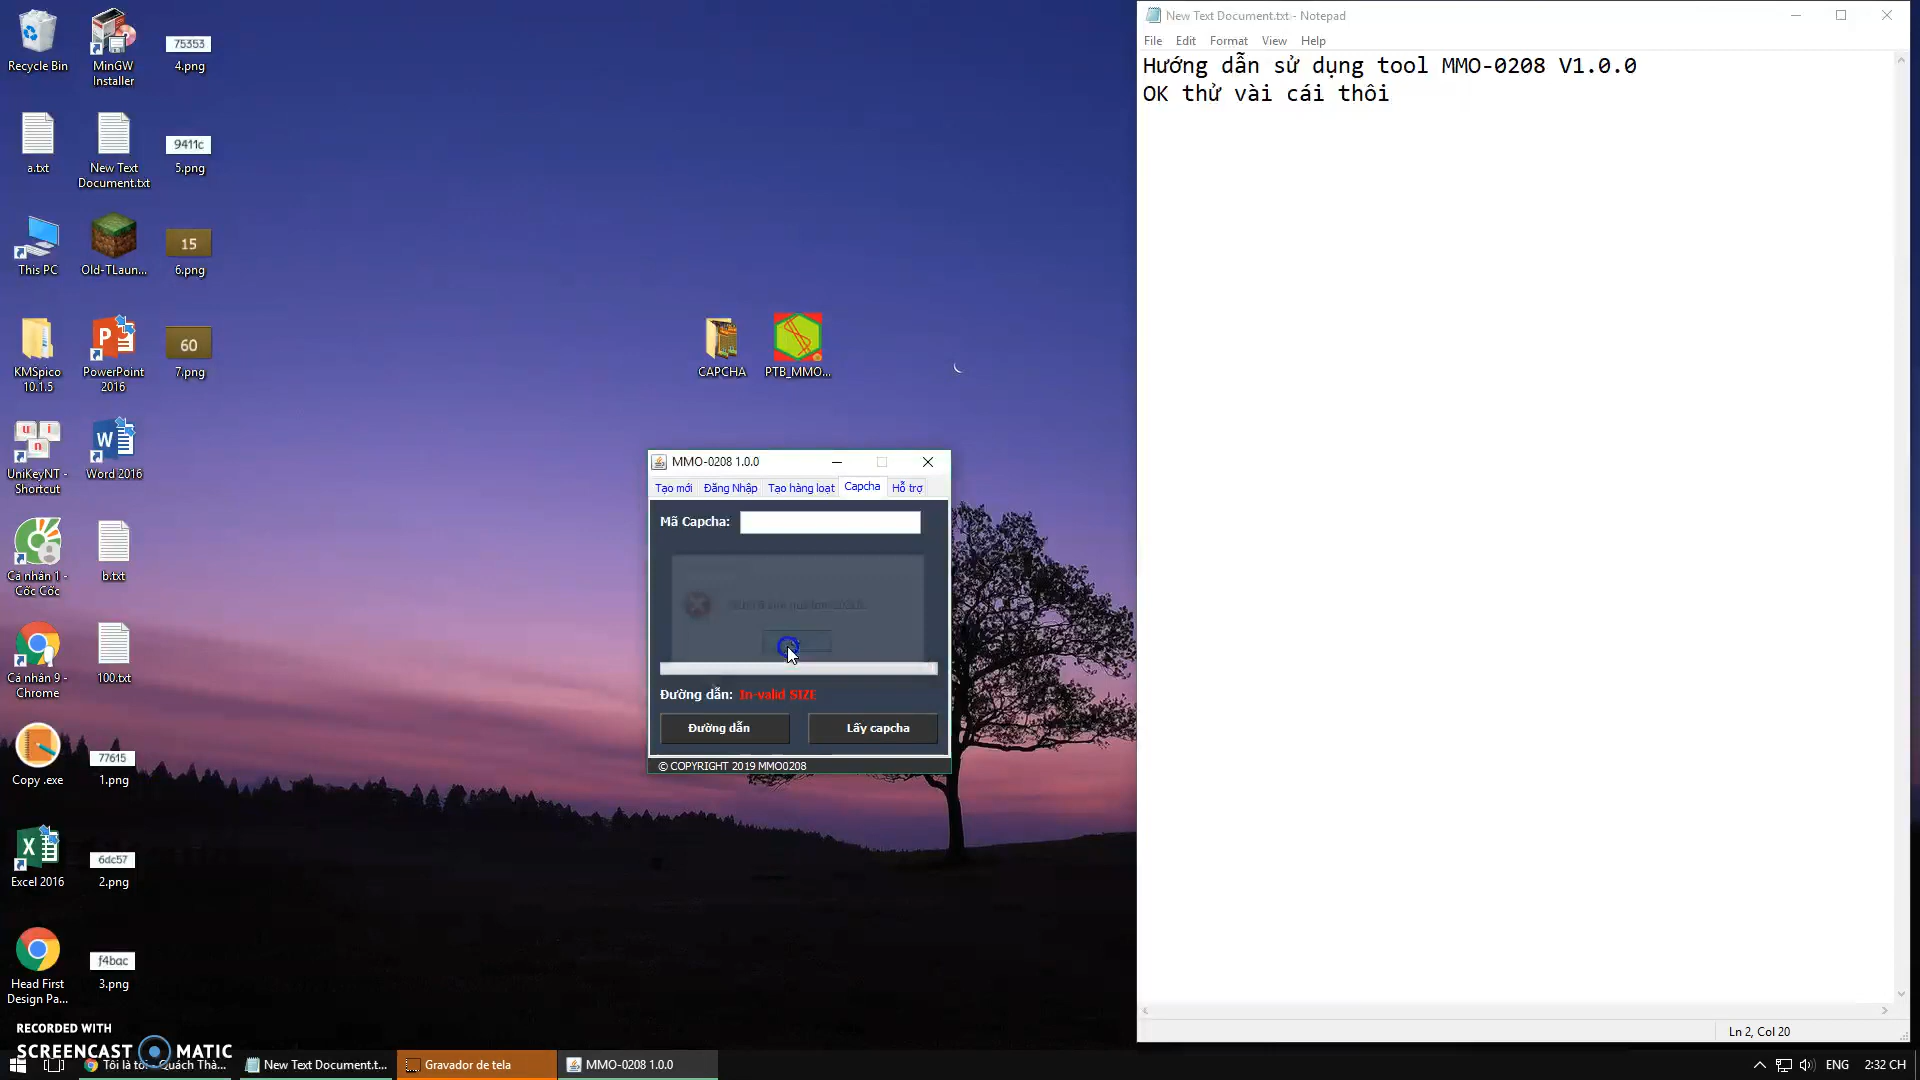 Recycle Bin
MinGW
Installer
75353
4.png
a.txt
New Text
Document.txt
9411c
5.png
This PC
Old-TLaun...
15
6.png
KMSpico
10.1.5
PowerPoint
2016
60
7.png
UniKeyNT -
Shortcut
Word 2016
Cá nhân 1 -
Cốc Cốc
b.txt
Cá nhân 9 -
Chrome
100.txt
Copy .exe
77615
1.png
Excel 2016
6dc57
2.png
Head First
Design Pa...
f4bac
3.png
CAPCHA
PTB_MMO...
MMO-0208 1.0.0
Tạo mới Đăng Nhập Tạo hàng loạt Capcha Hỗ trợ
Mã Capcha:
Đường dẫn: In-valid SIZE
Đường dẫn
Lấy capcha
© COPYRIGHT 2019 MMO0208
New Text Document.txt - Notepad
File Edit Format View Help
Hướng dẫn sử dụng tool MMO-0208 V1.0.0
OK thử vài cái thôi
Ln 2, Col 20
RECORDED WITH
SCREENCAST MATIC
Tôi là tôi - Quách Thà...
New Text Document.t...
Gravador de tela
MMO-0208 1.0.0
ENG
2:32 CH